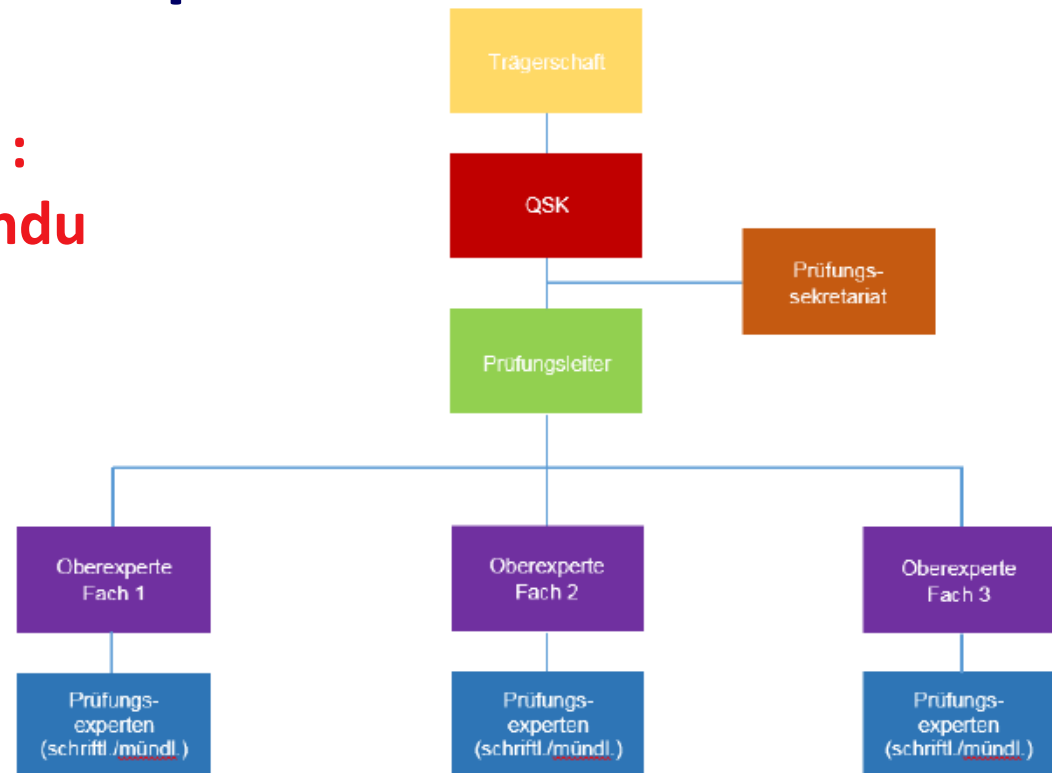 Trägerschaft
:
ndu
QSK
Prüfungs-
sekretariat
Prüfungsleiter
Oberexperte
Fach 1
Oberexperte
Fach 2
Oberexperte
Fach 3
Prüfungs-
experten
(schriftl./mündl.)
Prüfungs-
experten
(schriftl./mündl.)
Prüfungs-
experten
(schriftl./mündl.)